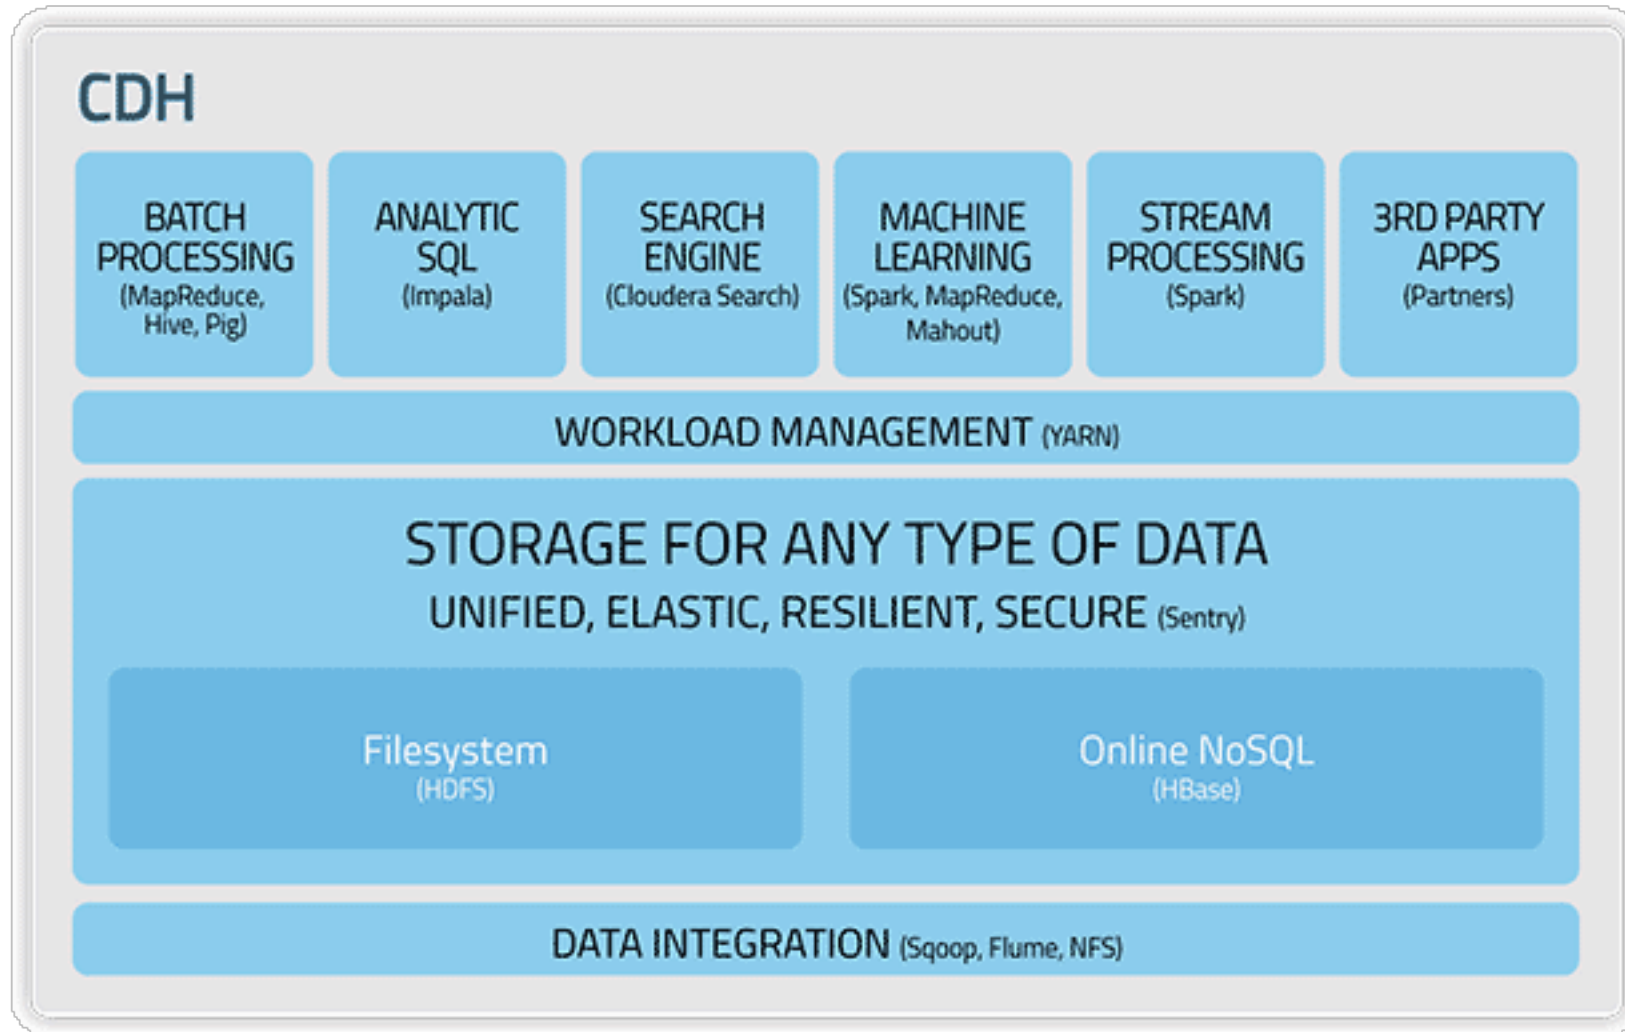 CDH
BATCH
PROCESSING
(MapReduce,
Hive, Pig)
ANALYTIC
SQL
(Impala)
SEARCH
ENGINE
(Cloudera Search)
MACHINE
LEARNING
(Spark, MapReduce,
Mahout)
STREAM
PROCESSING
(Spark)
3RD PARTY
APPS
(Partners)
WORKLOAD MANAGEMENT (YARN)
STORAGE FOR ANY TYPE OF DATA
UNIFIED, ELASTIC, RESILIENT, SECURE (Sentry)
Filesystem
(HDFS)
Online NoSQL
(HBase)
DATA INTEGRATION (Sqoop, Flume, NFS)